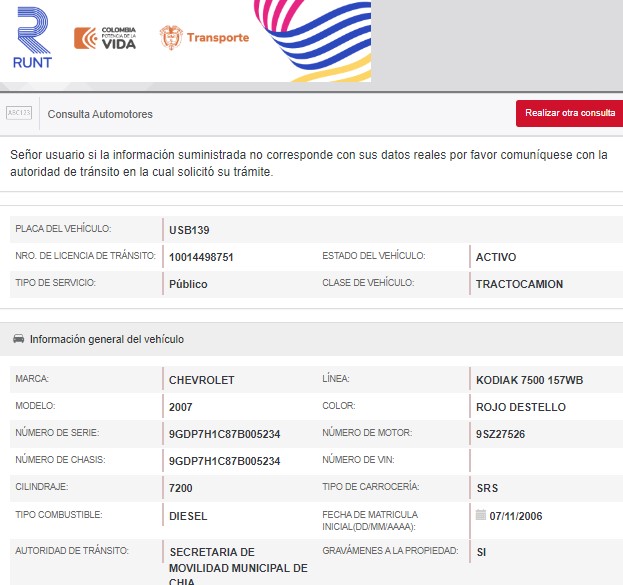 RUNT
COLOMBIA
POTENCIA DE LA
VIDA
Transporte
ABC123
Consulta Automotores
Realizar otra consulta
Señor usuario si la información suministrada no corresponde con sus datos reales por favor comuníquese con la
autoridad de tránsito en la cual solicitó su trámite.
PLACA DEL VEHÍCULO: USB139
NRO. DE LICENCIA DE TRÁNSITO: 10014498751 ESTADO DEL VEHÍCULO: ACTIVO
TIPO DE SERVICIO: Público CLASE DE VEHÍCULO: TRACTOCAMION
Información general del vehículo
MARCA: CHEVROLET LÍNEA: KODIAK 7500 157WB
MODELO: 2007 COLOR: ROJO DESTELLO
NÚMERO DE SERIE: 9GDP7H1C87B005234 NÚMERO DE MOTOR: 9SZ27526
NÚMERO DE CHASIS: 9GDP7H1C87B005234 NÚMERO DE VIN:
CILINDRAJE: 7200 TIPO DE CARROCERÍA: SRS
TIPO COMBUSTIBLE: DIESEL FECHA DE MATRICULA
INICIAL(DD/MM/AAAA): 07/11/2006
AUTORIDAD DE TRÁNSITO: SECRETARIA DE GRAVÁMENES A LA PROPIEDAD: SI
MOVILIDAD MUNICIPAL DE
CHIA